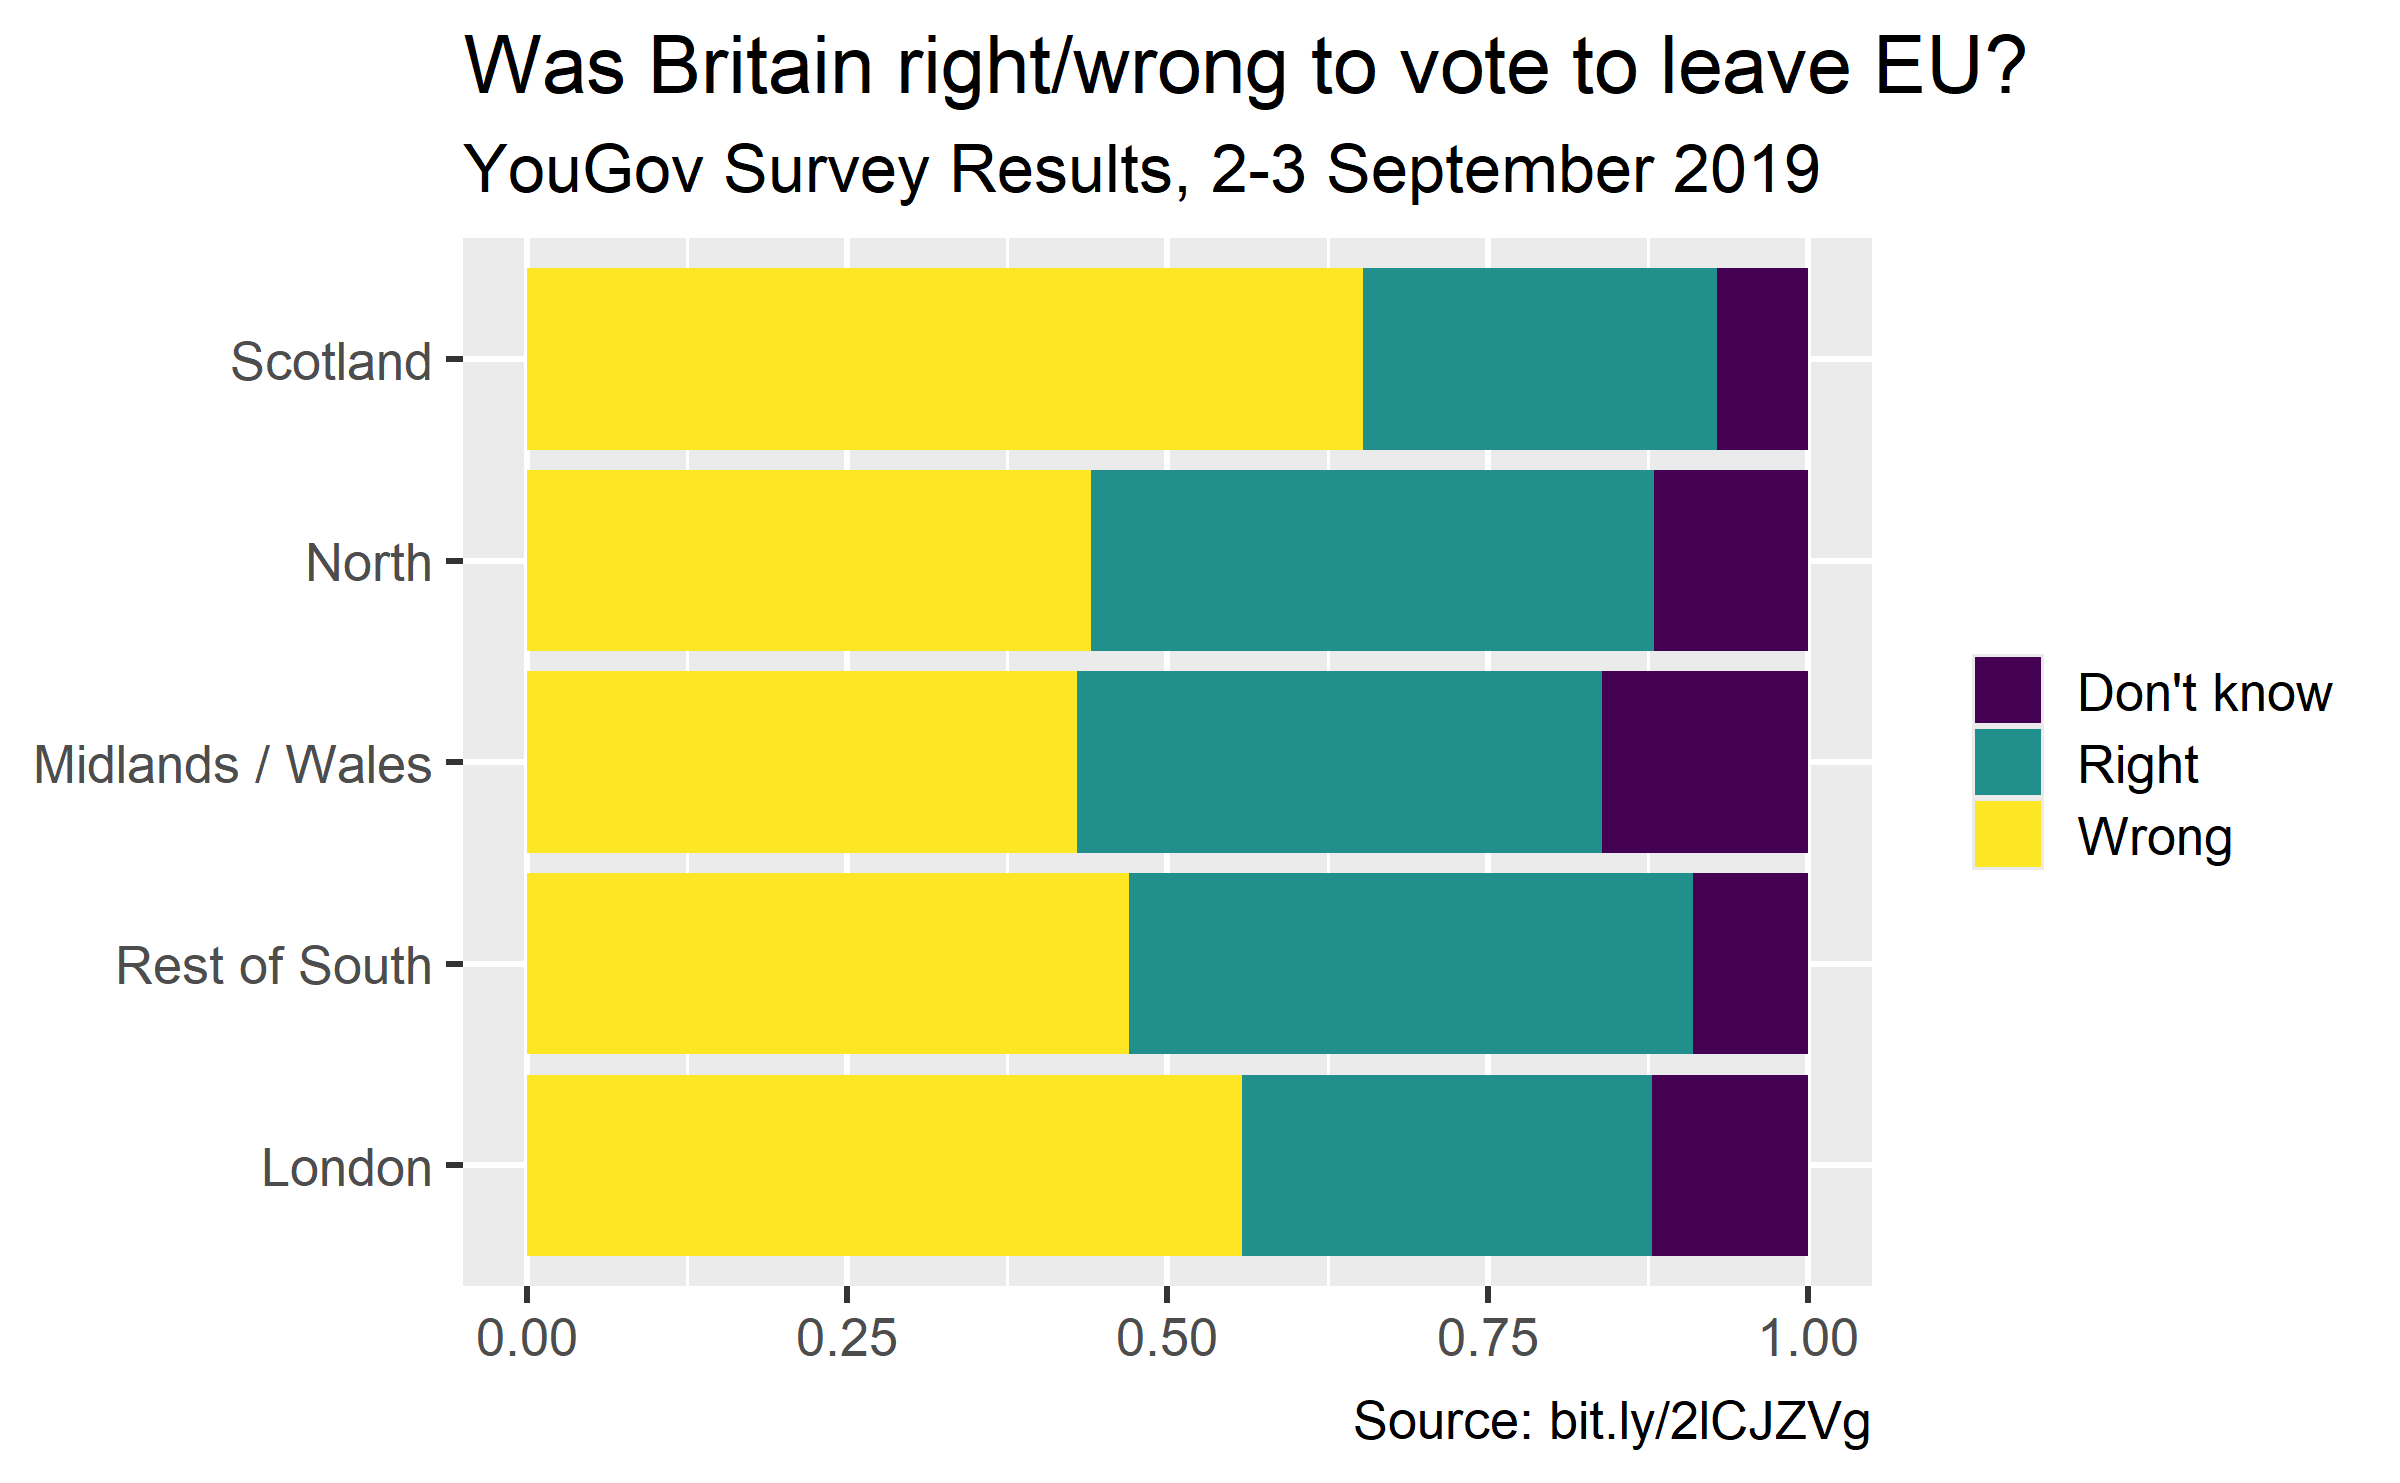 Was Britain right/wrong to vote to leave EU?
YouGov Survey Results, 2-3 September 2019
Scotland
North
Midlands / Wales
Rest of South
London
Don't know
Right
Wrong
0.00 0.25 0.50 0.75 1.00
Source: bit.ly/2lCJZVg